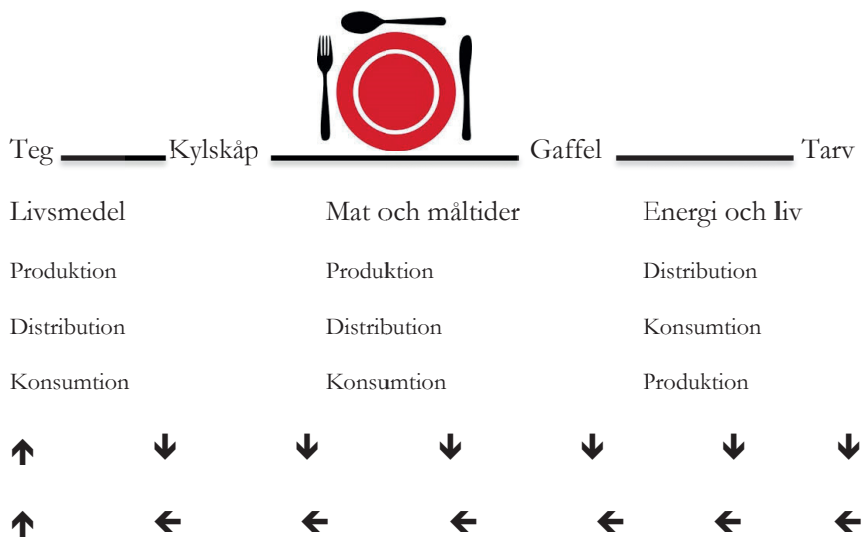 Teg Kylskåp Gaffel Tarv
Livsmedel Mat och måltider Energi och liv
Produktion Produktion Distribution
Distribution Distribution Konsumtion
Konsumtion Konsumtion Produktion
↑ ↓ ↓ ↓ ↓ ↓ ↓
↑ ← ← ← ← ← ←